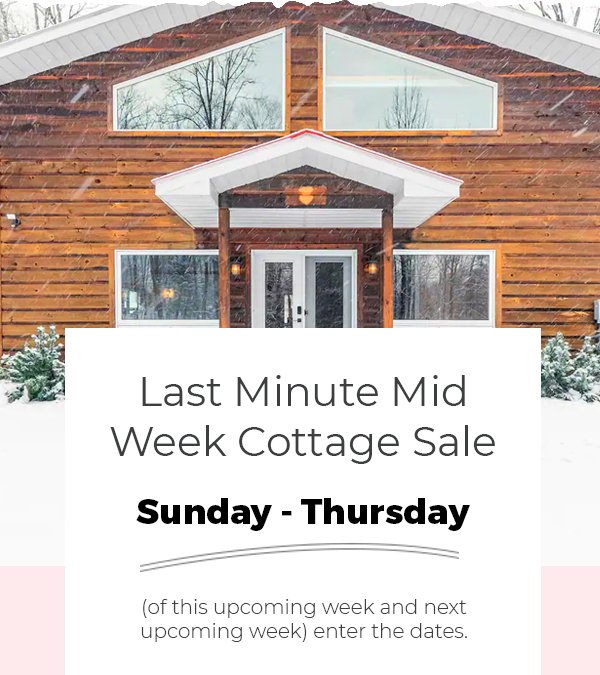 Last Minute Mid
Week Cottage Sale
Sunday - Thursday
(of this upcoming week and next
upcoming week) enter the dates.